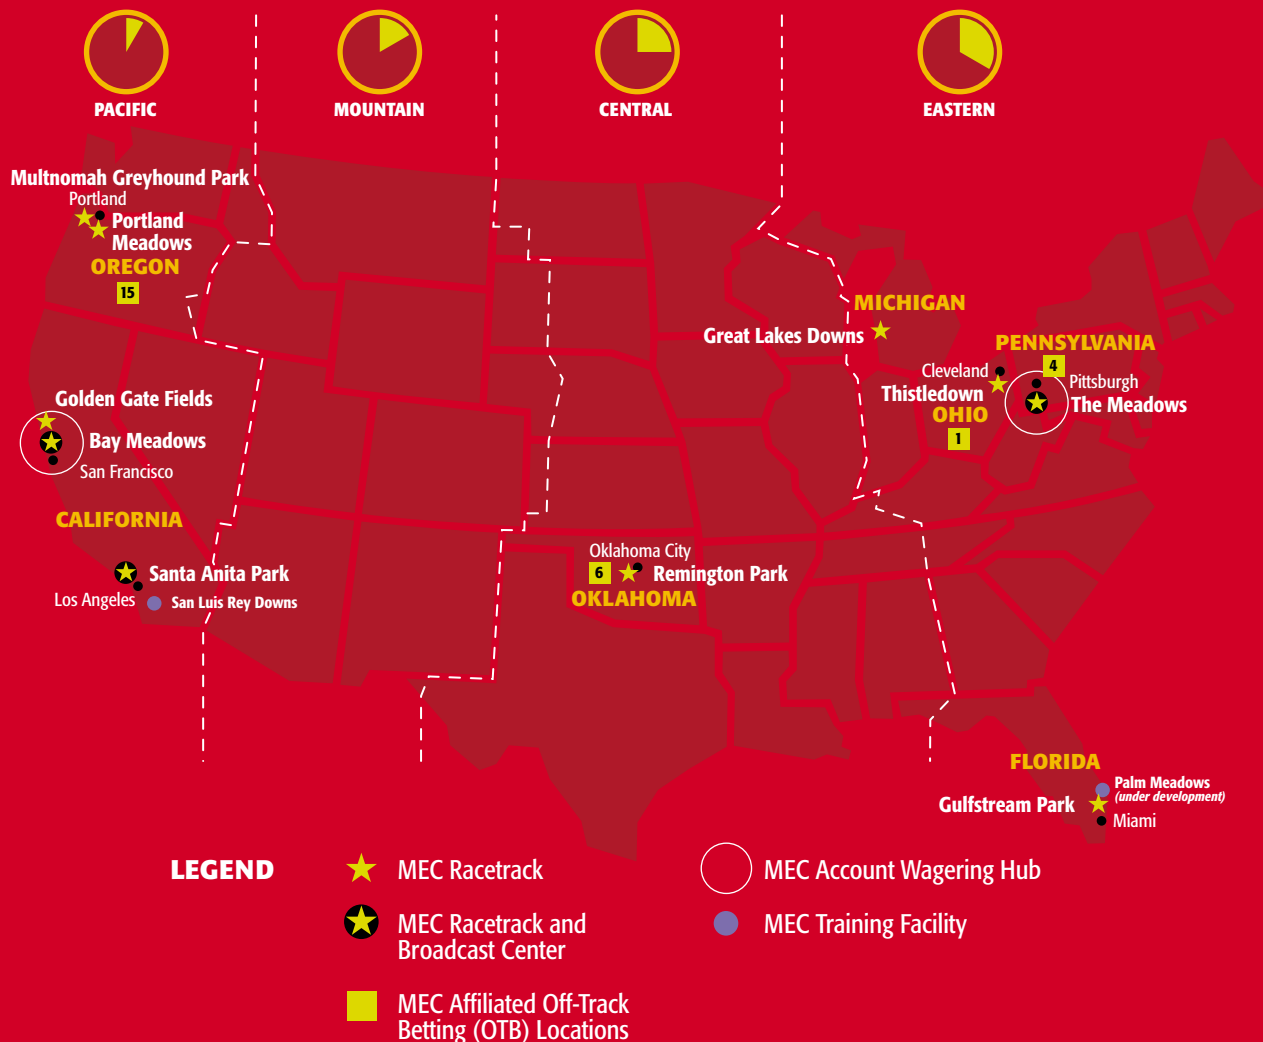 PACIFIC
MOUNTAIN
CENTRAL
EASTERN
Multnomah Greyhound Park
Portland
Portland
Meadows
OREGON
15
MICHIGAN
Great Lakes Downs
PENNSYLVANIA
4
Cleveland
Pittsburgh
Thistledown
The Meadows
OHIO
1
Golden Gate Fields
Bay Meadows
San Francisco
CALIFORNIA
Santa Anita Park
Los Angeles
San Luis Rey Downs
Oklahoma City
6
Remington Park
OKLAHOMA
FLORIDA
Palm Meadows
(under development)
Gulfstream Park
Miami
LEGEND
MEC Racetrack
MEC Racetrack and
Broadcast Center
MEC Affiliated Off-Track
Betting (OTB) Locations
MEC Account Wagering Hub
MEC Training Facility